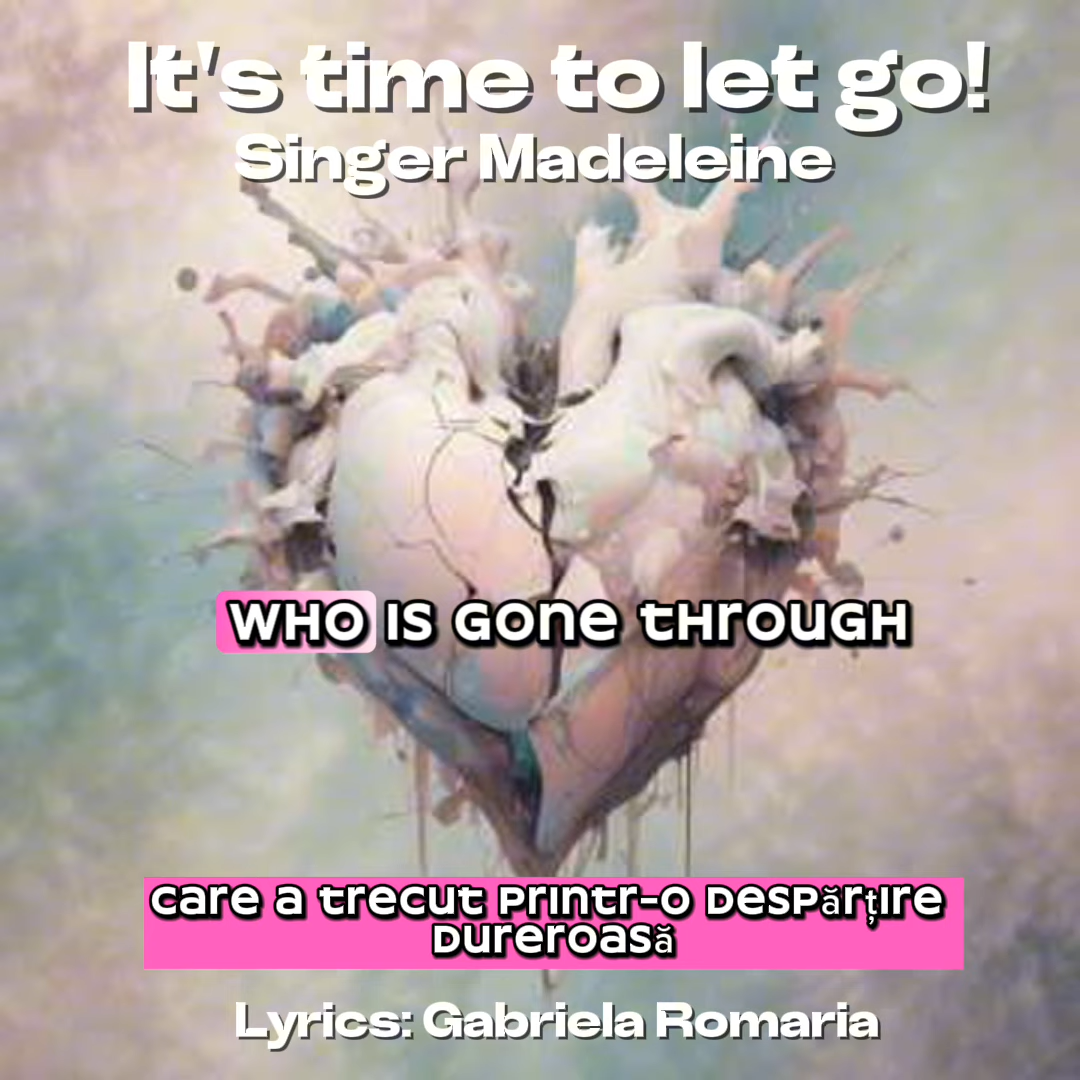 It's time to let go!
Singer Madeleine
WHO IS GONE THROUGH
care a trecut printr-o despărțire
dureroasă
Lyrics: Gabriela Romaria